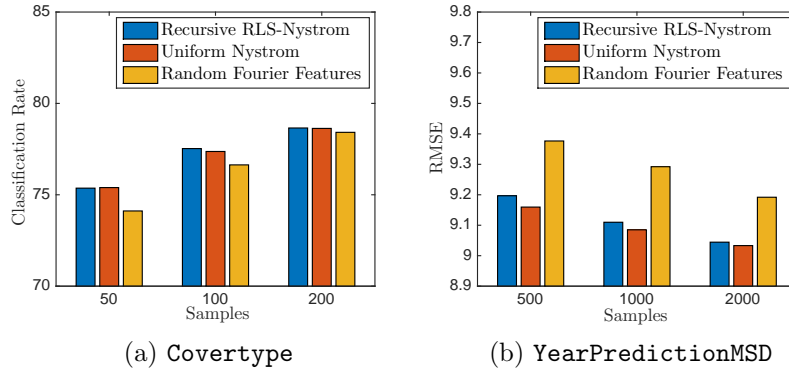 85
80
75
70
Classification Rate
Recursive RLS-Nystrom
Uniform Nystrom
Random Fourier Features
50 100 200
Samples
(a) Covertype
9.8
9.7
9.6
9.5
9.4
9.3
9.2
9.1
9
8.9
RMSE
Recursive RLS-Nystrom
Uniform Nystrom
Random Fourier Features
500 1000 2000
Samples
(b) YearPredictionMSD